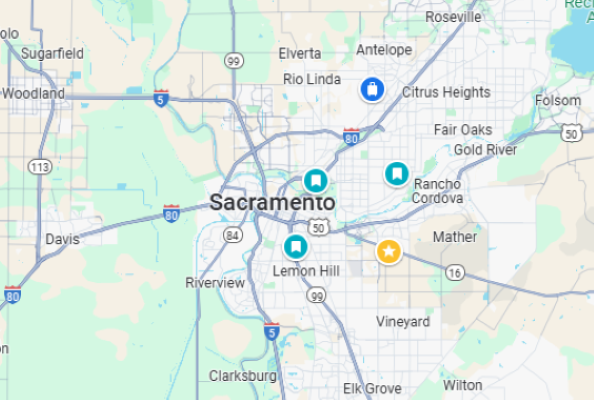 Roseville
olo
Sugarfield
Elverta
Antelope
99
Rio Linda
Woodland
5
Citrus Heights
Folsom
80
Fair Oaks
50
Gold River
113
Rancho
Cordova
Sacramento
80
50
Davis
84
Mather
Lemon Hill
16
Riverview
80
99
Vineyard
5
Clarksburg
Elk Grove
Wilton